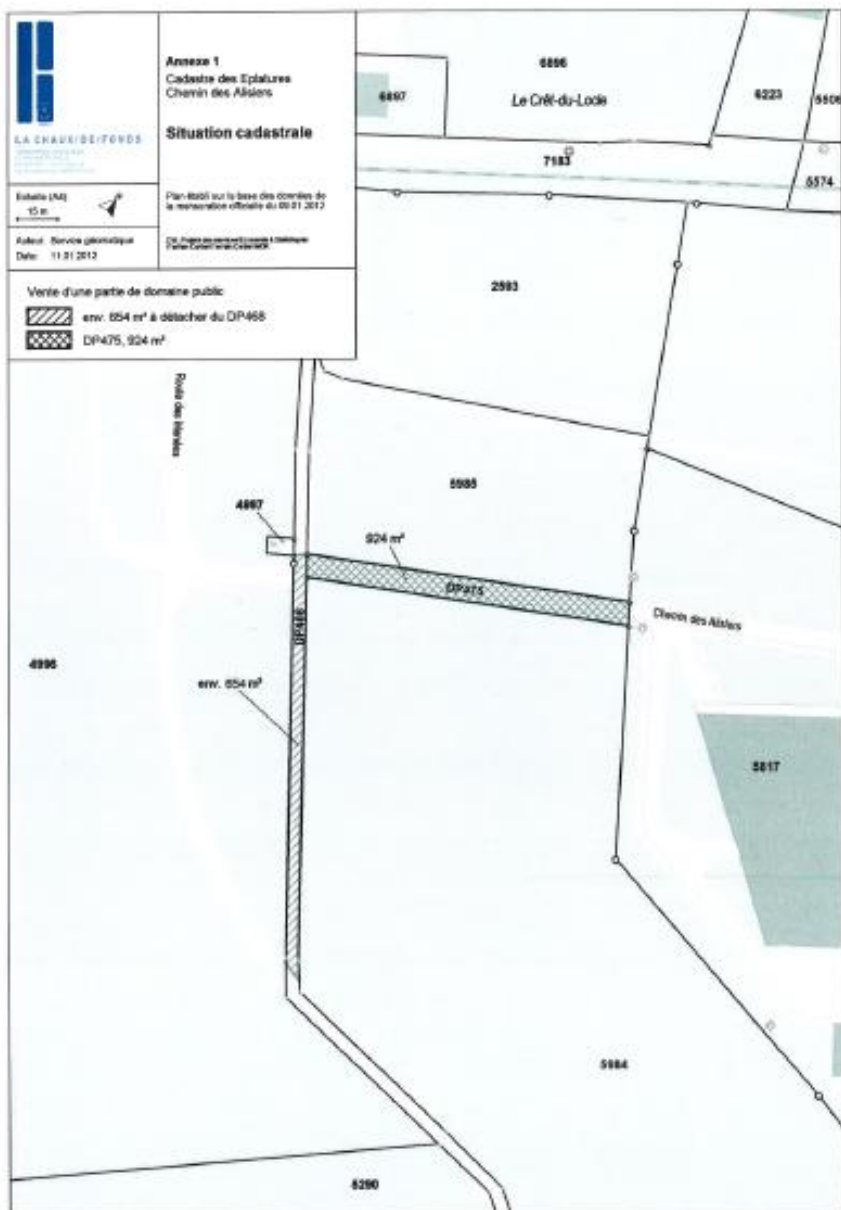 LA CHAUX/DE/FONDS
Annexe 1
Cadastre des Eplatures
Chemin des Alisiers
Situation cadastrale
Echelle (A4)
15 m
Plan établi sur la base des données de
la mensuration officielle du 09.01.2012
Auteur: Service géomatique
Date: 11.01.2012
Vente d'une partie de domaine public
env. 654 m² à détacher du DP468
DP475, 924 m²
6896
6897
Le Crêt-du-Locle
6223
5506
7183
5574
2593
Route des
5985
4997
924 m²
DP475
DP468
Chemin des Alisiers
4996
env. 654 m²
5817
5984
5290